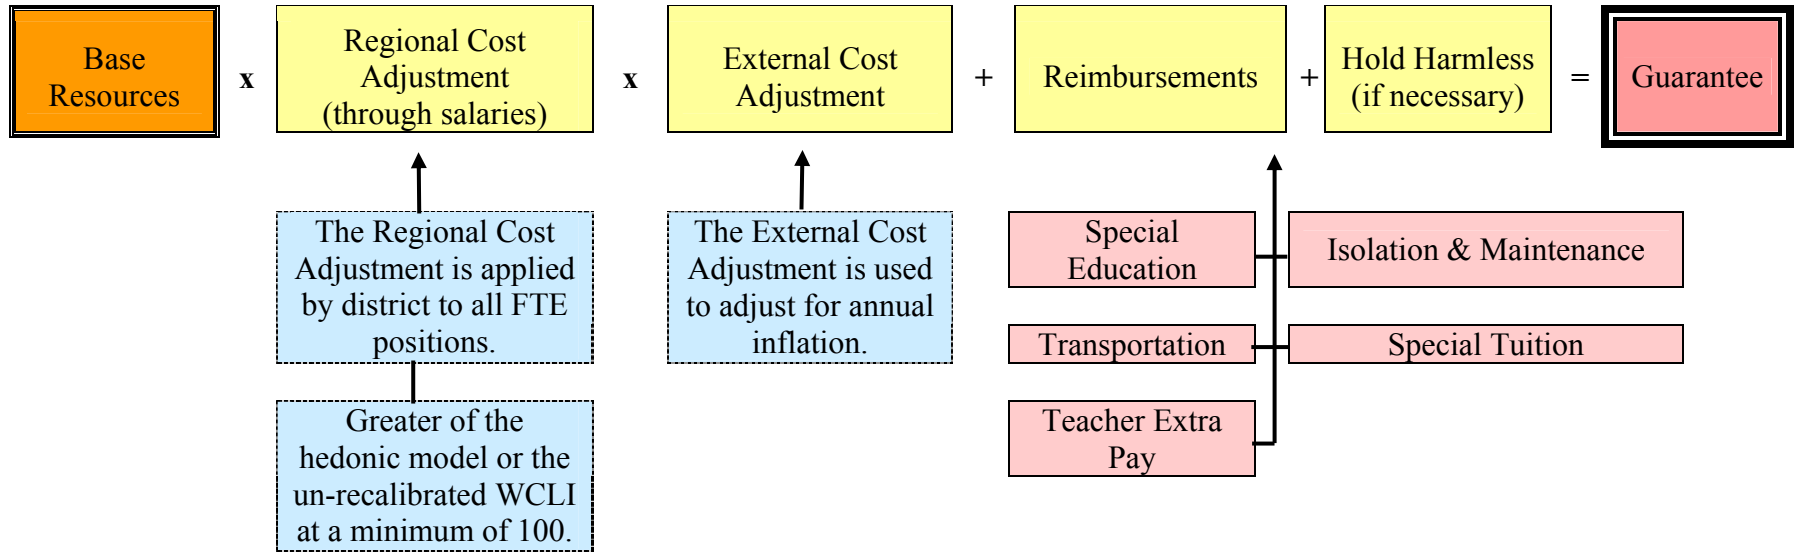 Base
Resources
x
Regional Cost
Adjustment
(through salaries)
x
External Cost
Adjustment
+
Reimbursements
+
Hold Harmless
(if necessary)
=
Guarantee
The Regional Cost
Adjustment is applied
by district to all FTE
positions.
The External Cost
Adjustment is used
to adjust for annual
inflation.
Special
Education
Isolation & Maintenance
Transportation
Special Tuition
Greater of the
hedonic model or the
un-recalibrated WCLI
at a minimum of 100.
Teacher Extra
Pay